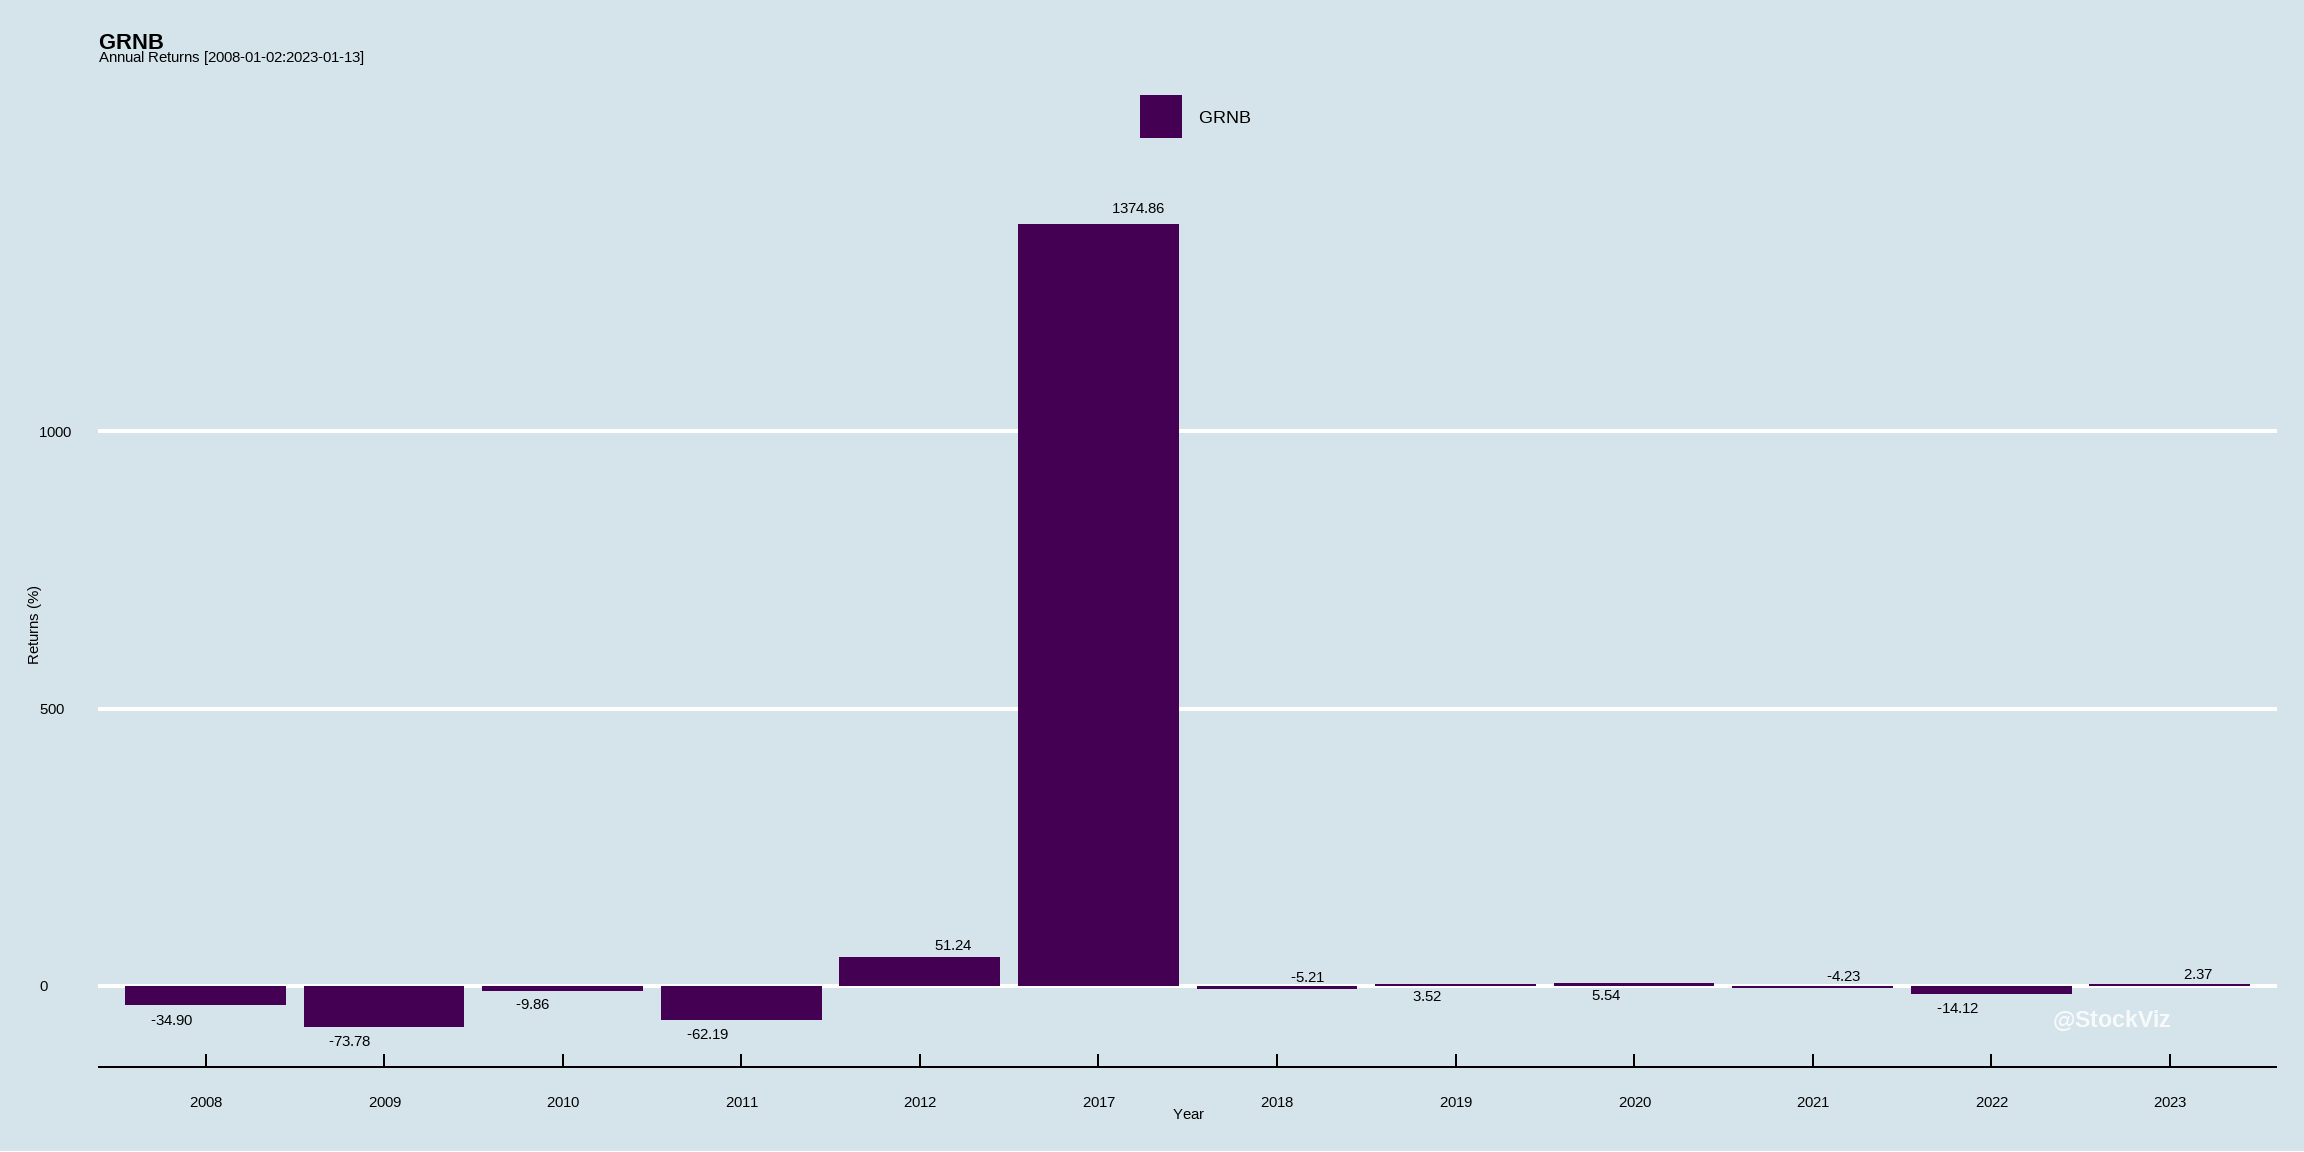 GRNB
Annual Returns [2008-01-02:2023-01-13]
GRNB
1374.86
1000
Returns (%)
500
51.24
-5.21
-4.23
2.37
0
3.52
5.54
-9.86
-14.12
-34.90
@StockViz
-62.19
-73.78
2008 2009 2010 2011 2012 2017 2018 2019 2020 2021 2022 2023
Year